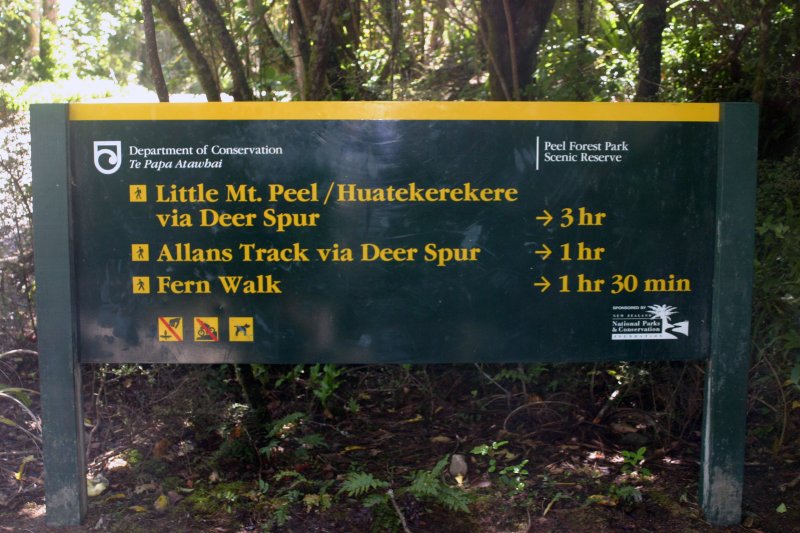 Department of Conservation
Te Papa Atawhai
Peel Forest Park
Scenic Reserve
Little Mt. Peel / Huatekerekere
via Deer Spur → 3 hr
Allans Track via Deer Spur → 1 hr
Fern Walk → 1 hr 30 min
SPONSORED BY
NEW ZEALAND
National Parks
& Conservation
FOUNDATION